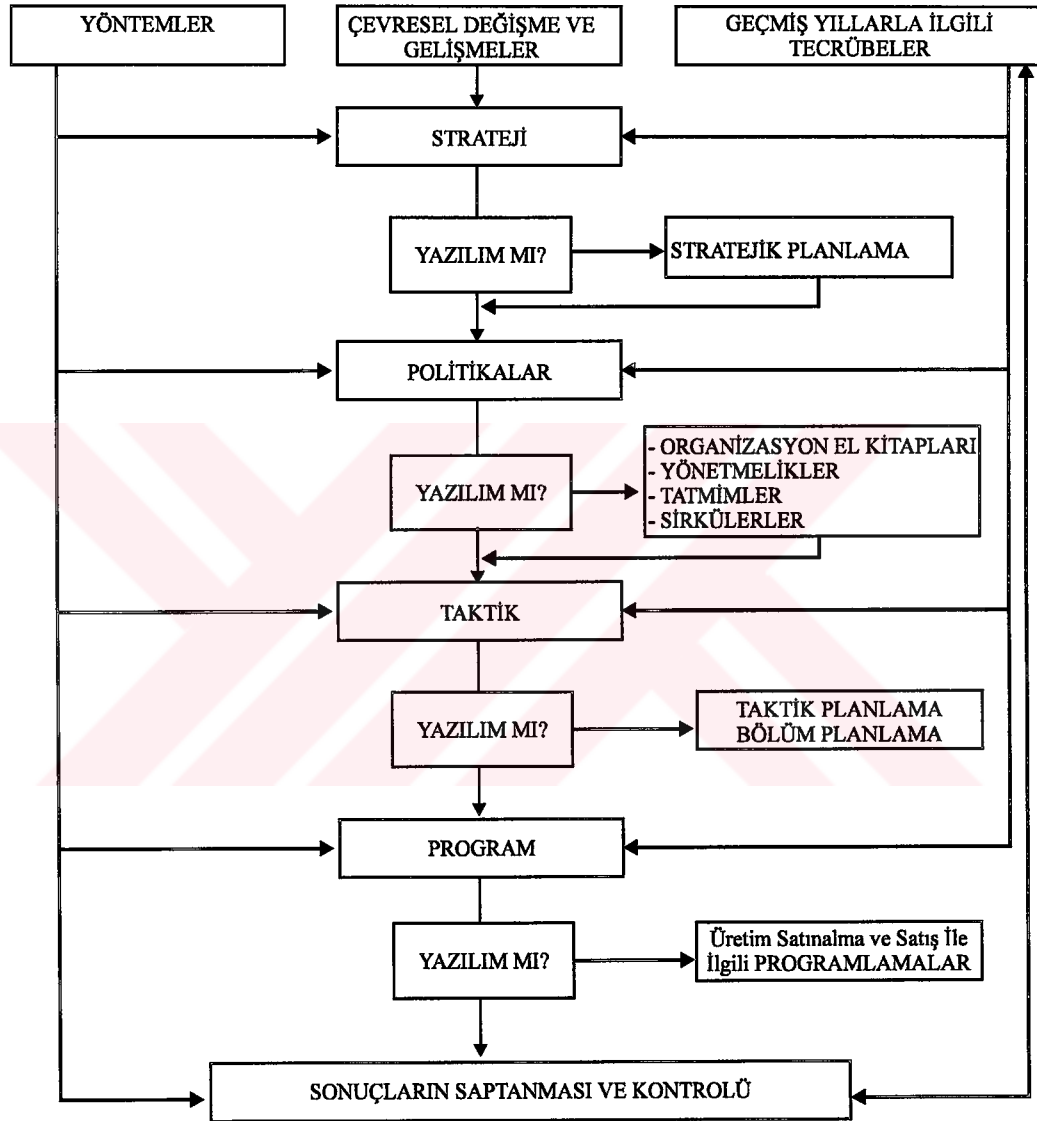 YÖNTEMLER
ÇEVRESEL DEĞİŞME VE
GELİŞMELER
GEÇMİŞ YILLARLA İLGİLİ
TECRÜBELER
STRATEJİ
YAZILIM MI?
STRATEJİK PLANLAMA
POLİTİKALAR
YAZILIM MI?
- ORGANİZASYON EL KİTAPLARI
- YÖNETMELİKLER
- TATMİMLER
- SİRKÜLERLER
TAKTİK
YAZILIM MI?
TAKTİK PLANLAMA
BÖLÜM PLANLAMA
PROGRAM
YAZILIM MI?
Üretim Satınalma ve Satış İle
İlgili PROGRAMLAMALAR
SONUÇLARIN SAPTANMASI VE KONTROLÜ